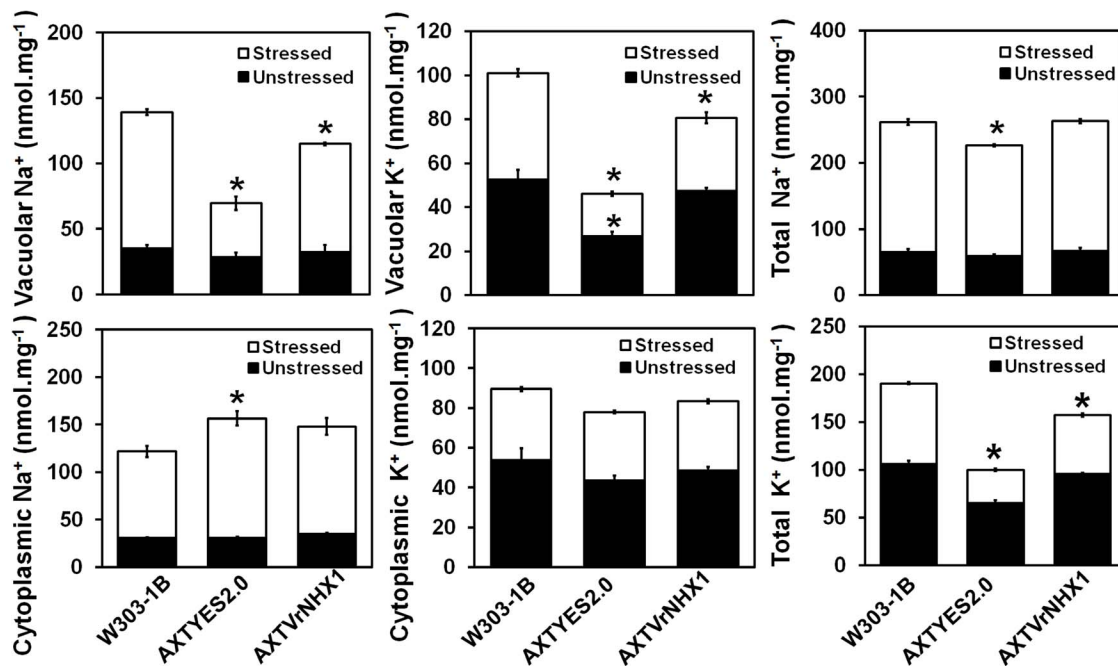 Vacuolar Na⁺ (nmol.mg⁻¹ )
200
150
100
50
0
Stressed
Unstressed
*
*
Vacuolar K⁺ (nmol.mg⁻¹ )
120
100
80
60
40
20
0
Stressed
Unstressed
*
*
*
Total Na⁺ (nmol.mg⁻¹ )
400
300
200
100
0
Stressed
Unstressed
*
Cytoplasmic Na⁺ (nmol.mg⁻¹ )
250
200
150
100
50
0
Stressed
Unstressed
*
W303-1B
AXTYES2.0
AXTVrNHX1
Cytoplasmic K⁺ (nmol.mg⁻¹ )
120
100
80
60
40
20
0
Stressed
Unstressed
W303-1B
AXTYES2.0
AXTVrNHX1
Total K⁺ (nmol.mg⁻¹ )
250
200
150
100
50
0
Stressed
Unstressed
*
*
W303-1B
AXTYES2.0
AXTVrNHX1